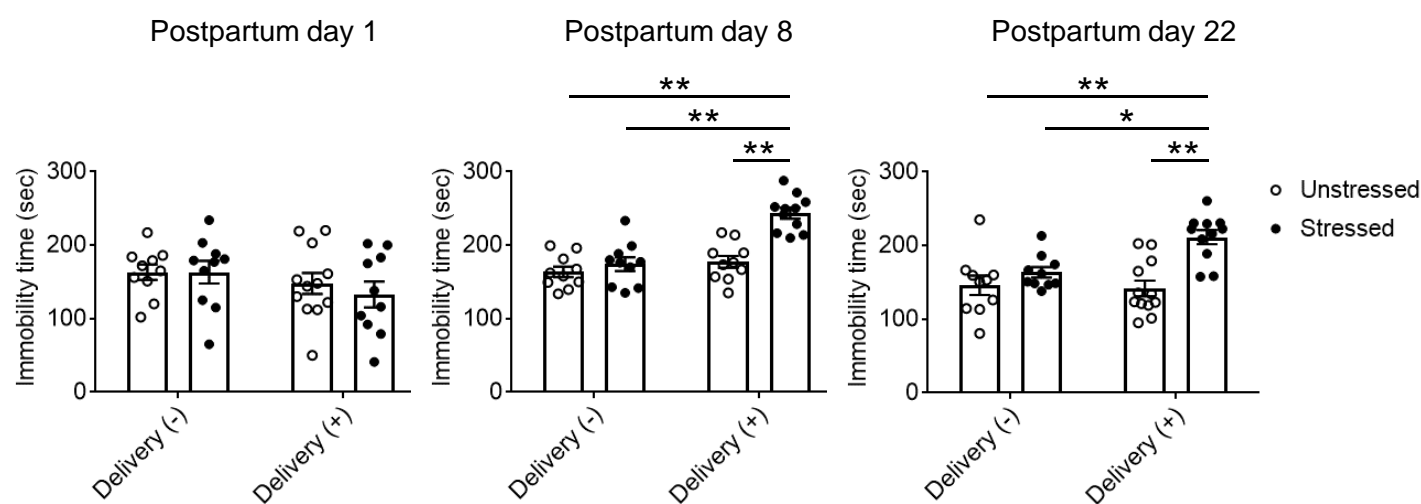 Postpartum day 1
Postpartum day 8
Postpartum day 22
**
**
**
**
*
**
Immobility time (sec)
300
200
100
0
Delivery (-)
Delivery (+)
Immobility time (sec)
300
200
100
0
Delivery (-)
Delivery (+)
Immobility time (sec)
300
200
100
0
Delivery (-)
Delivery (+)
Unstressed
Stressed